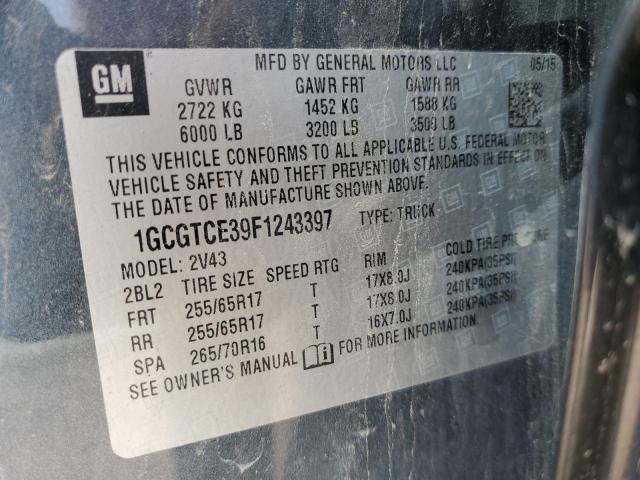 GM
MFD BY GENERAL MOTORS LLC 05/15
GVWR GAWR FRT GAWR RR
2722 KG 1452 KG 1588 KG
6000 LB 3200 LB 3500 LB
THIS VEHICLE CONFORMS TO ALL APPLICABLE U.S. FEDERAL MOTOR
VEHICLE SAFETY AND THEFT PREVENTION STANDARDS IN EFFECT ON
THE DATE OF MANUFACTURE SHOWN ABOVE.
1GCGTCE39F1243397 TYPE: TRUCK
MODEL: 2V43
2BL2 TIRE SIZE SPEED RTG RIM COLD TIRE PRESSURE
FRT 255/65R17 T 17X8.0J 240KPA(35PSI)
RR 255/65R17 T 17X8.0J 240KPA(35PSI)
SPA 265/70R16 T 16X7.0J 240KPA(35PSI)
SEE OWNER'S MANUAL FOR MORE INFORMATION.